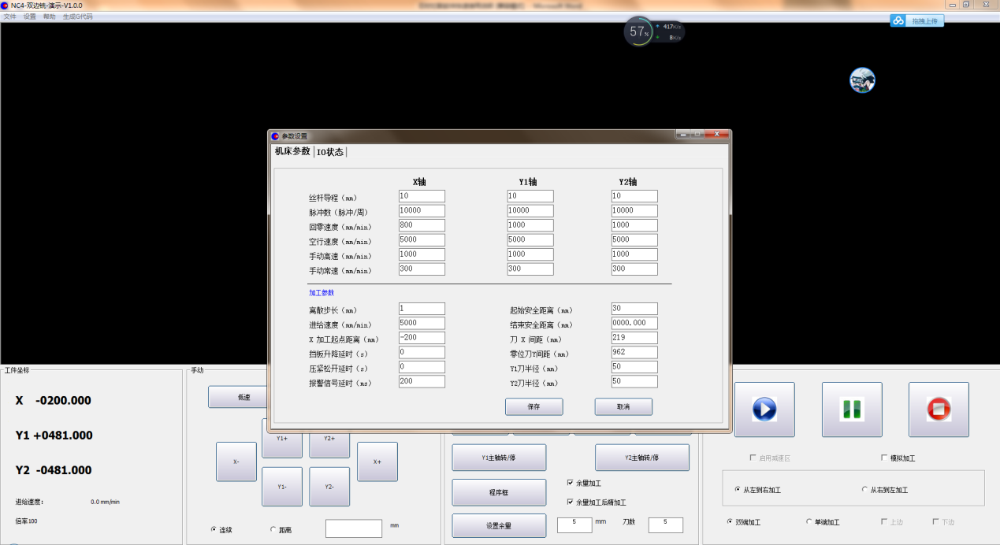 NC4-双边铣-演示-V1.0.0
文件 设置 帮助 生成G代码
57% 417K/s
8K/s
拖拽上传
参数设置
机床参数 IO状态
X轴 Y1轴 Y2轴
丝杆导程（mm） 10 10 10
脉冲数（脉冲/周） 10000 10000 10000
回零速度（mm/min） 800 1000 1000
空行速度（mm/min） 5000 5000 5000
手动高速（mm/min） 1000 1000 1000
手动常速（mm/min） 300 300 300
加工参数
离散步长（mm） 1 起始安全距离（mm） 30
进给速度（mm/min） 5000 结束安全距离（mm） 0000.000
X 加工起点距离（mm） -200 刀 X 间距（mm） 219
挡板升降延时（s） 0 零位刀Y间距（mm） 962
压紧松开延时（s） 0 Y1刀半径（mm） 50
报警信号延时（ms） 200 Y2刀半径（mm） 50
保存 取消
工件坐标
X -0200.000
Y1 +0481.000
Y2 -0481.000
进给速度: 0.0 mm/min
倍率100
手动
低速
Y1+ Y2+
X- X+
Y1- Y2-
连续 距离 mm
Y1主轴转/停 Y2主轴转/停
程序框 余量加工
余量加工后精加工
设置余量 5 mm 刀数 5
启用减速区 模拟加工
从左到右加工 从右到左加工
双端加工 单端加工 上边 下边